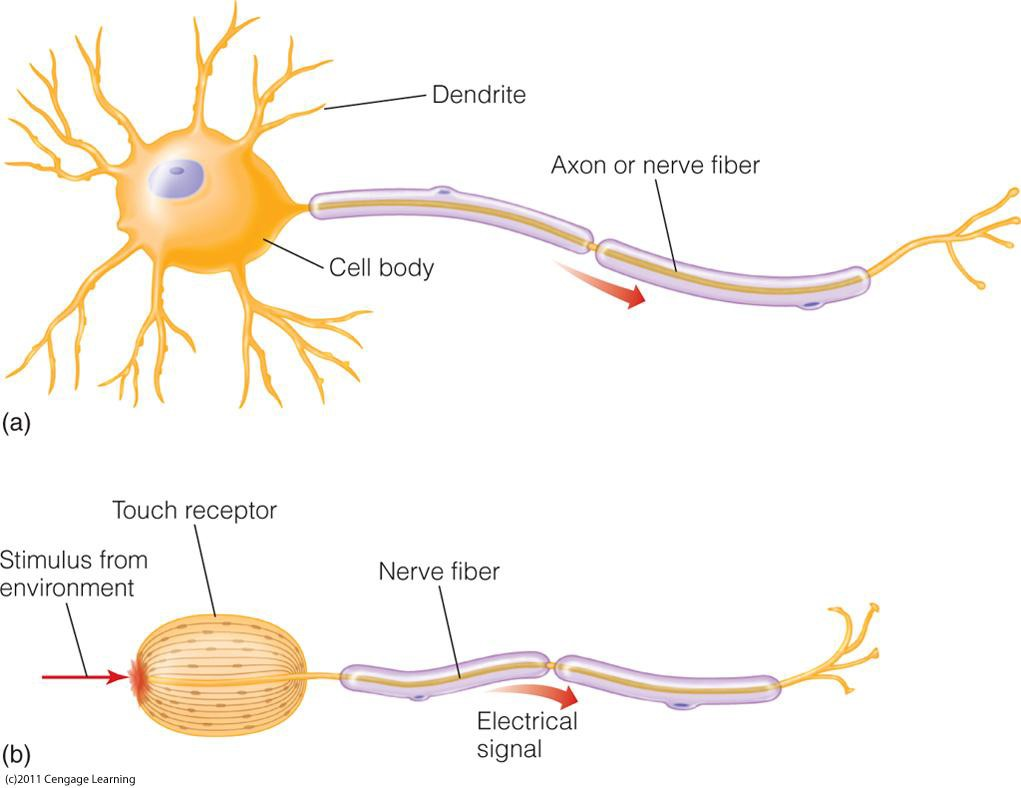 Dendrite
Axon or nerve fiber
Cell body
(a)
Touch receptor
Stimulus from
environment
Nerve fiber
Electrical
signal
(b)
(c)2011 Cengage Learning